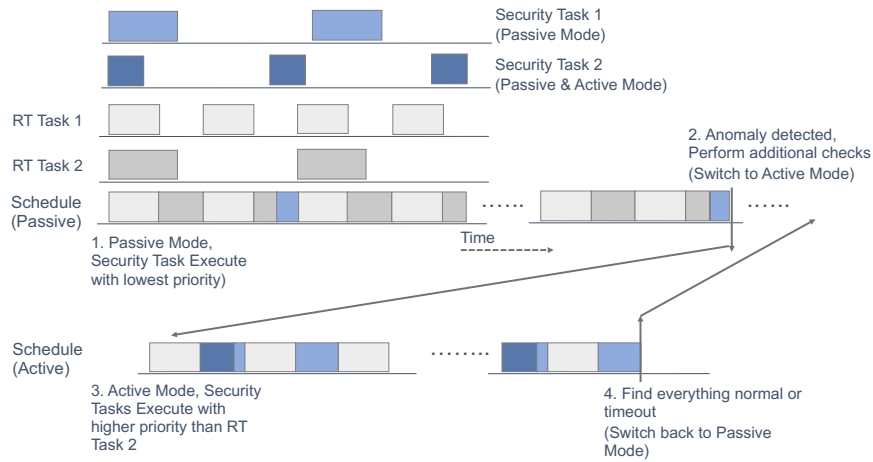 Security Task 1
(Passive Mode)
Security Task 2
(Passive & Active Mode)
RT Task 1
RT Task 2
2. Anomaly detected,
Perform additional checks
(Switch to Active Mode)
Schedule
(Passive)
......
......
1. Passive Mode,
Security Task Execute
with lowest priority)
Time
Schedule
(Active)
........
3. Active Mode, Security
Tasks Execute with
higher priority than RT
Task 2
4. Find everything normal or
timeout
(Switch back to Passive
Mode)